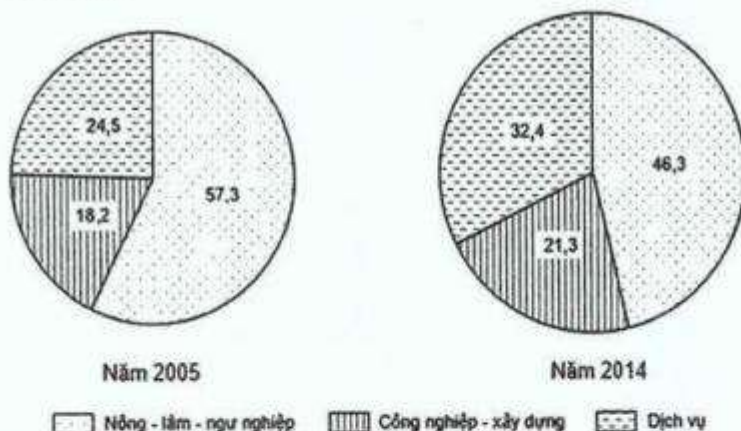 24,5
57,3
18,2
32,4
46,3
21,3
Năm 2005
Năm 2014
Nông - lâm - ngư nghiệp
Công nghiệp - xây dựng
Dịch vụ